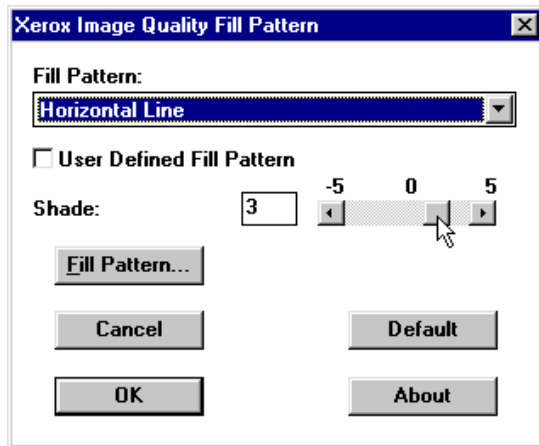 Xerox Image Quality Fill Pattern
Fill Pattern:
Horizontal Line
User Defined Fill Pattern
-5 0 5
Shade: 3
Fill Pattern...
Cancel Default
OK About